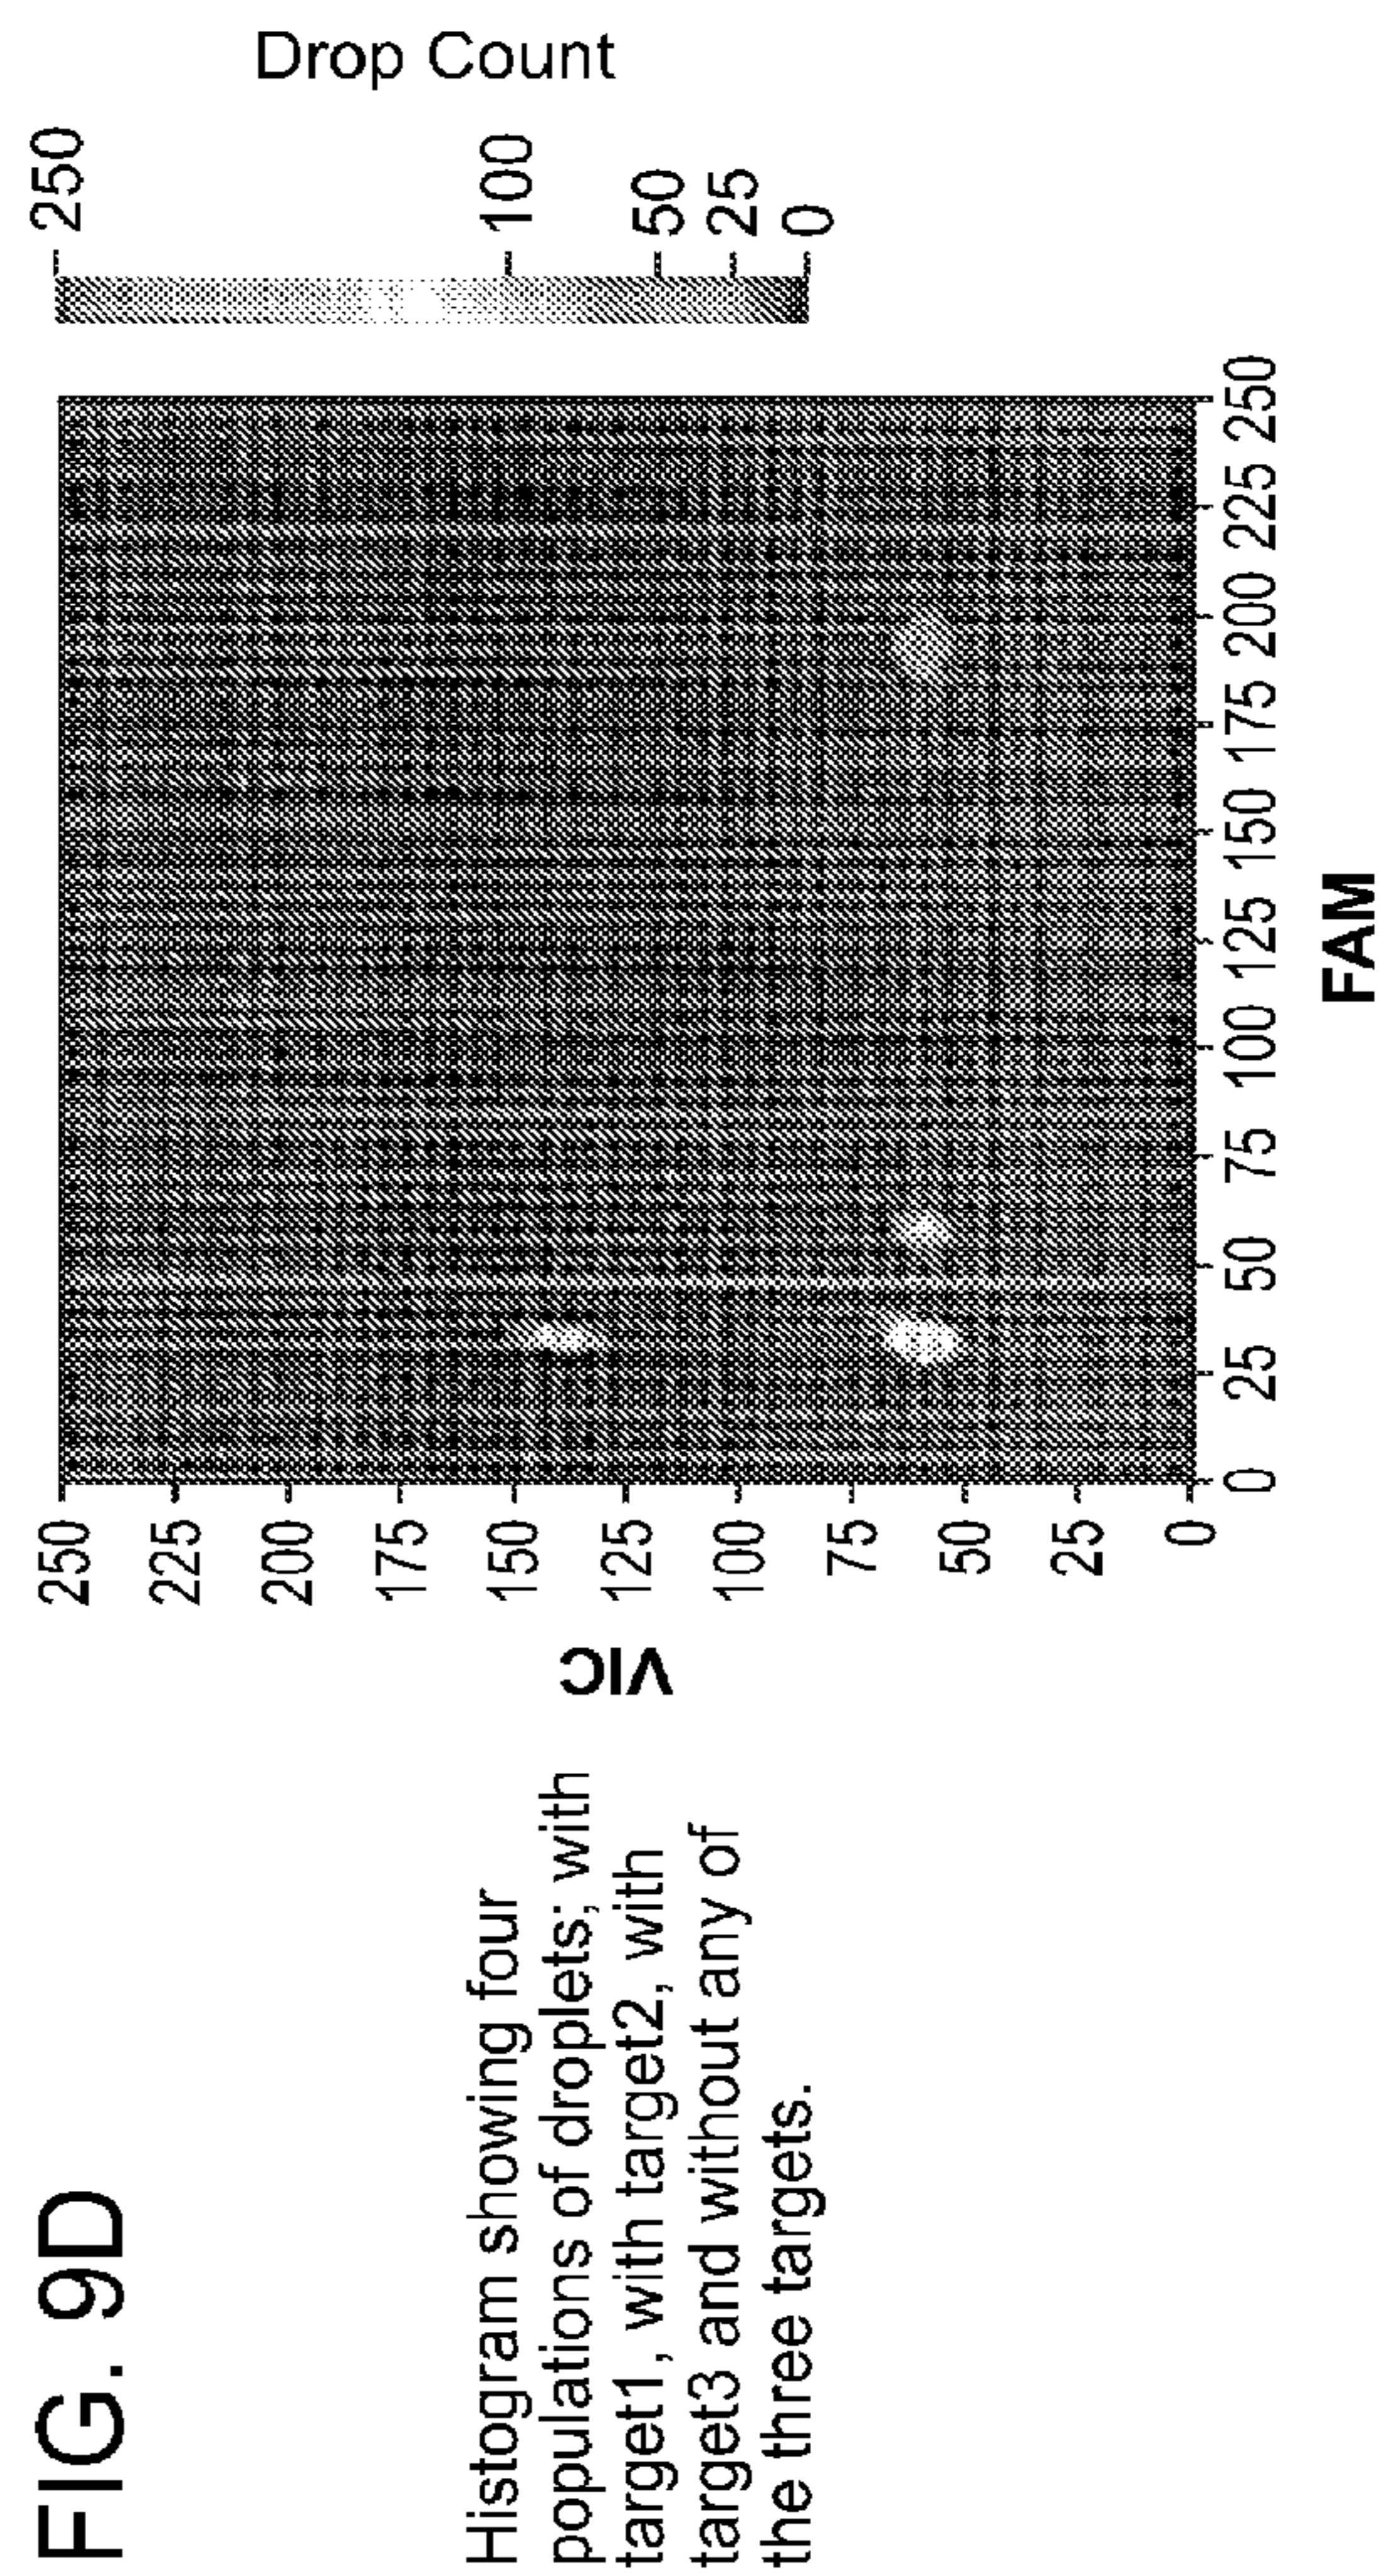 FIG. 9D
Histogram showing four
populations of droplets; with
target1, with target2, with
target3 and without any of
the three targets.
VIC
250
225
200
175
150
125
100
75
50
25
0
0 25 50 75 100 125 150 175 200 225 250
FAM
250
100
50
25
0
Drop Count